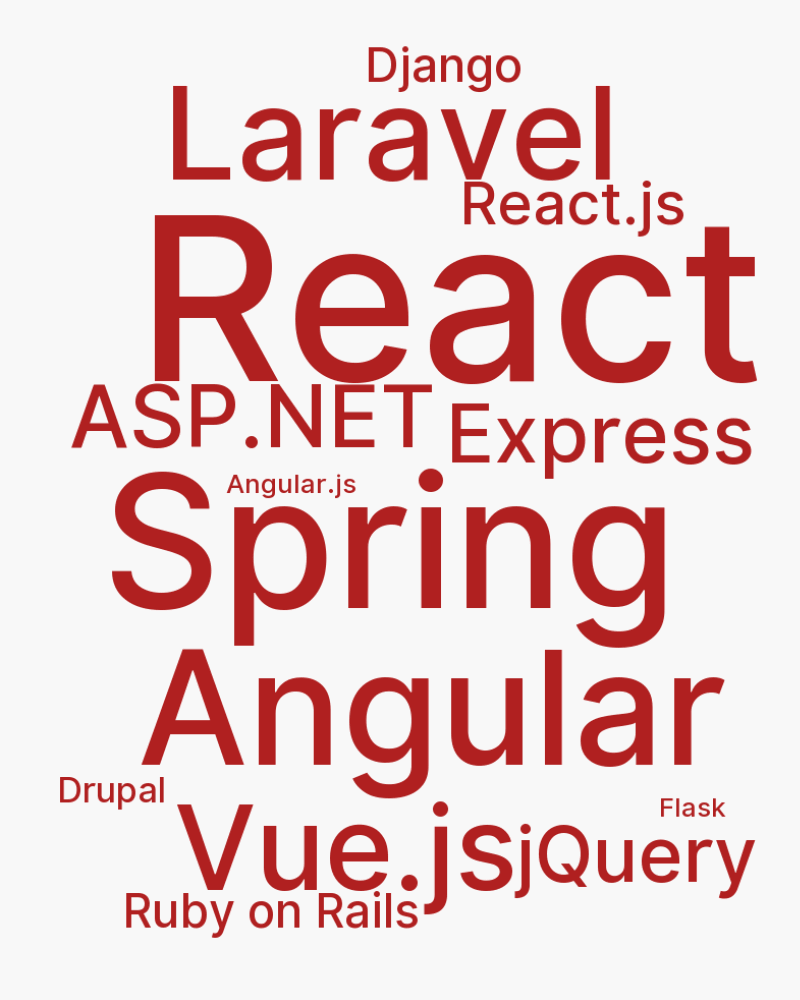 Django
Laravel
React.js
React
ASP.NET
Express
Angular.js
Spring
Angular
Drupal
Flask
Vue.js
jQuery
Ruby on Rails